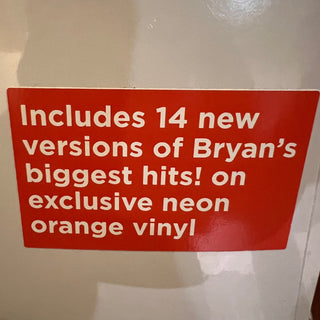 Includes 14 new
versions of Bryan's
biggest hits! on
exclusive neon
orange vinyl